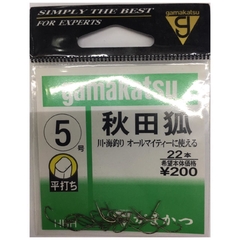 SIMPLY THE BEST
FOR EXPERTS
gamakatsu
5号
平打ち
秋田狐
川・海釣り オールマイティーに使える
22本
希望本体価格
¥200
がまかつ